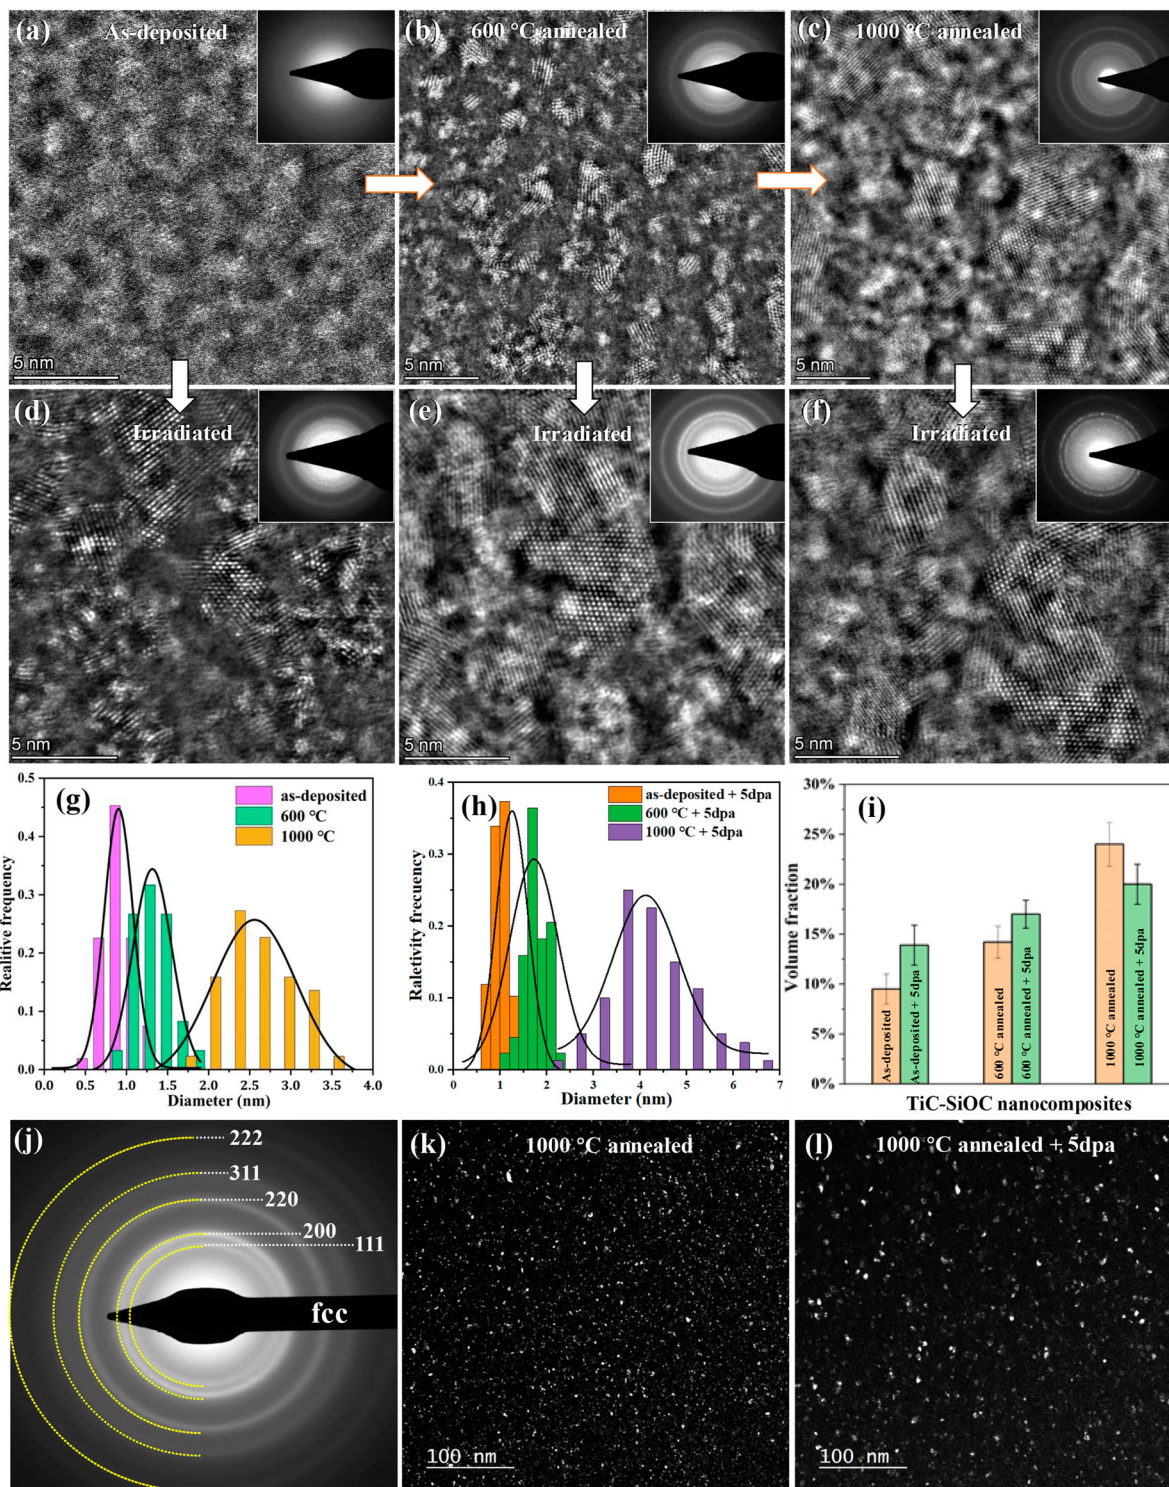 (a) As-deposited
5 nm
(b) 600 °C annealed
5 nm
(c) 1000 °C annealed
5 nm
(d)
Irradiated
5 nm
(e)
Irradiated
5 nm
(f)
Irradiated
5 nm
(g)
as-deposited
600 °C
1000 °C
Realitive frequency
0.5
0.4
0.3
0.2
0.1
0.0
0.0 0.5 1.0 1.5 2.0 2.5 3.0 3.5 4.0
Diameter (nm)
(h)
as-deposited + 5dpa
600 °C + 5dpa
1000 °C + 5dpa
Raletivity frecuency
0.4
0.3
0.2
0.1
0.0
0 1 2 3 4 5 6 7
Diameter (nm)
(i)
Volume fraction
30%
25%
20%
15%
10%
5%
0%
As-deposited
As-deposited + 5dpa
600 °C annealed
600 °C annealed + 5dpa
1000 °C annealed
1000 °C annealed + 5dpa
TiC-SiOC nanocomposites
(j)
222
311
220
200
111
fcc
(k) 1000 °C annealed
100 nm
(l) 1000 °C annealed + 5dpa
100 nm